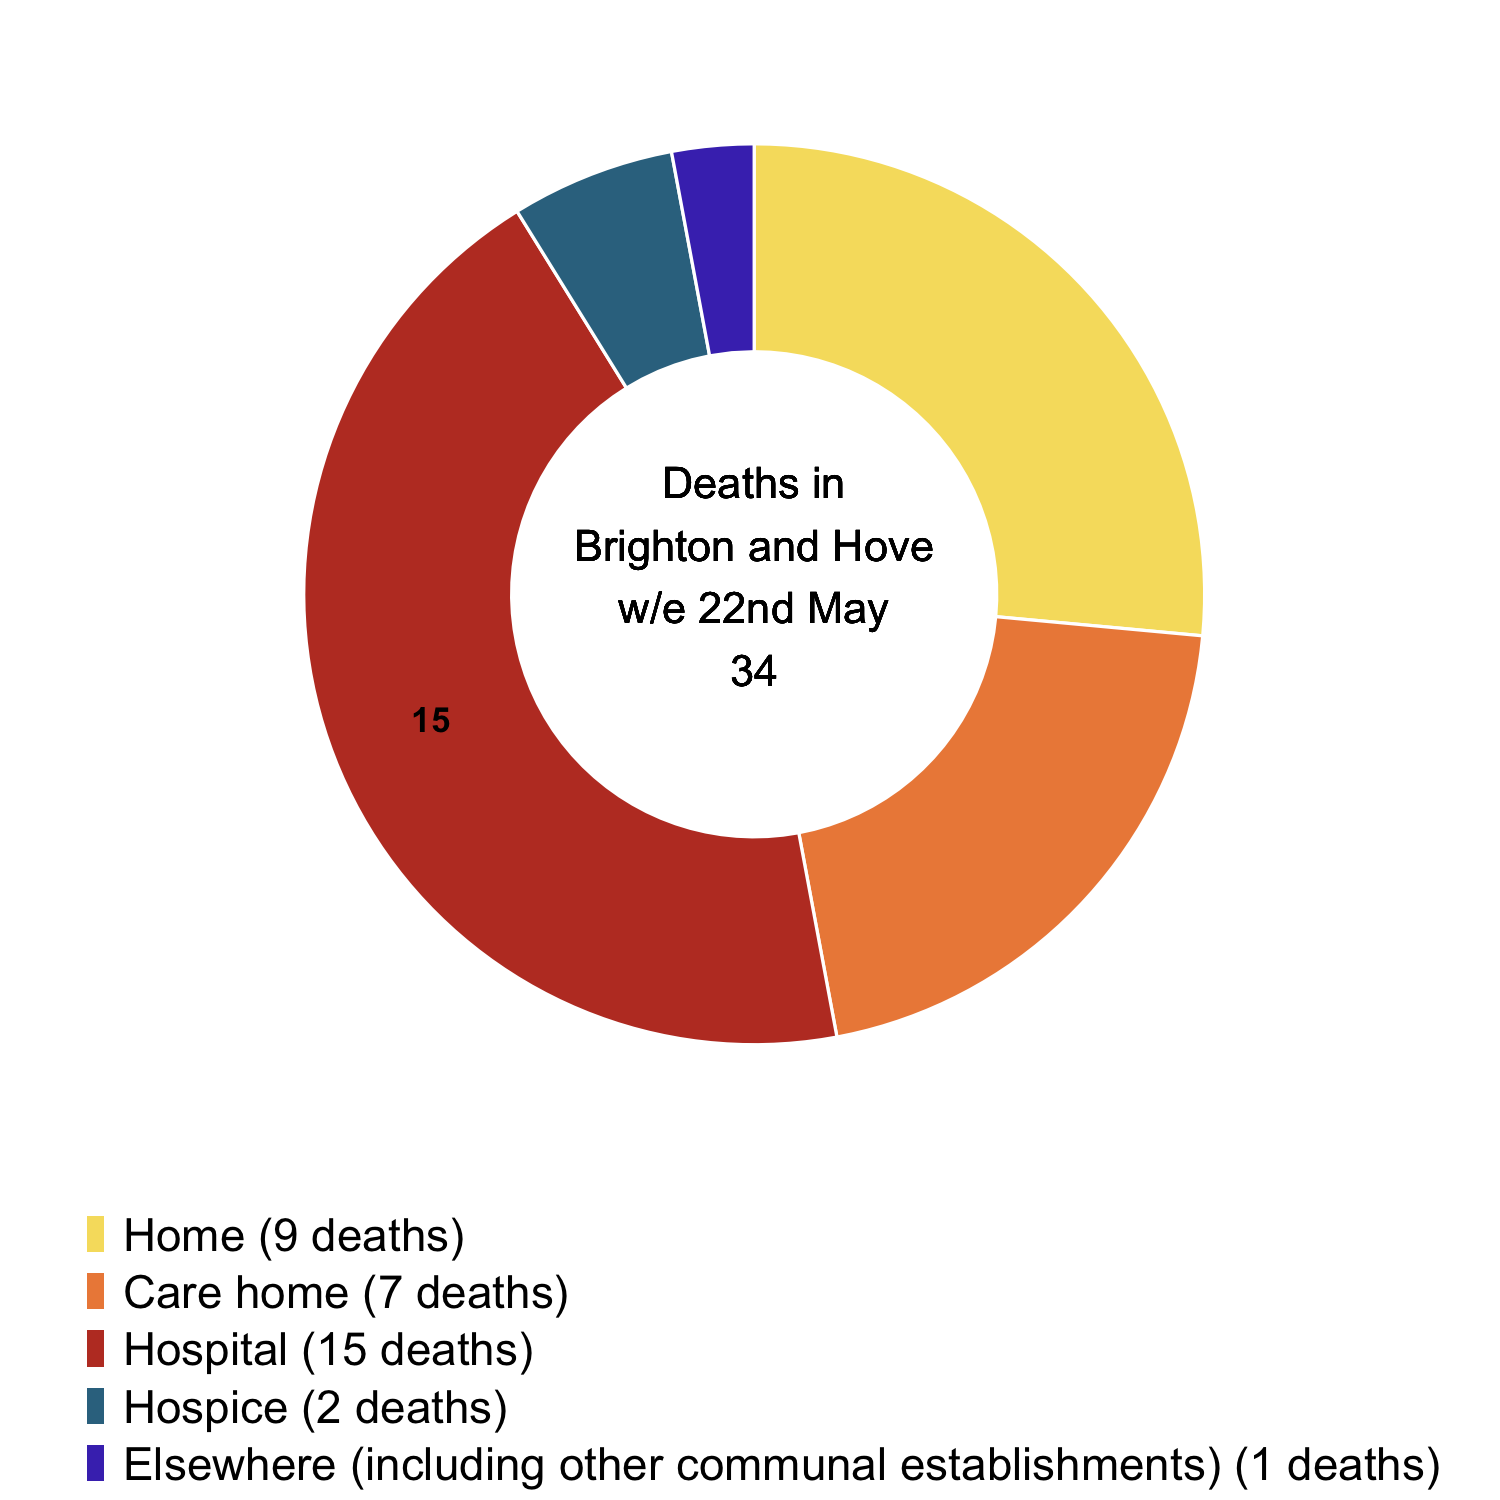 Deaths in
Brighton and Hove
w/e 22nd May
34
15
Home (9 deaths)
Care home (7 deaths)
Hospital (15 deaths)
Hospice (2 deaths)
Elsewhere (including other communal establishments) (1 deaths)